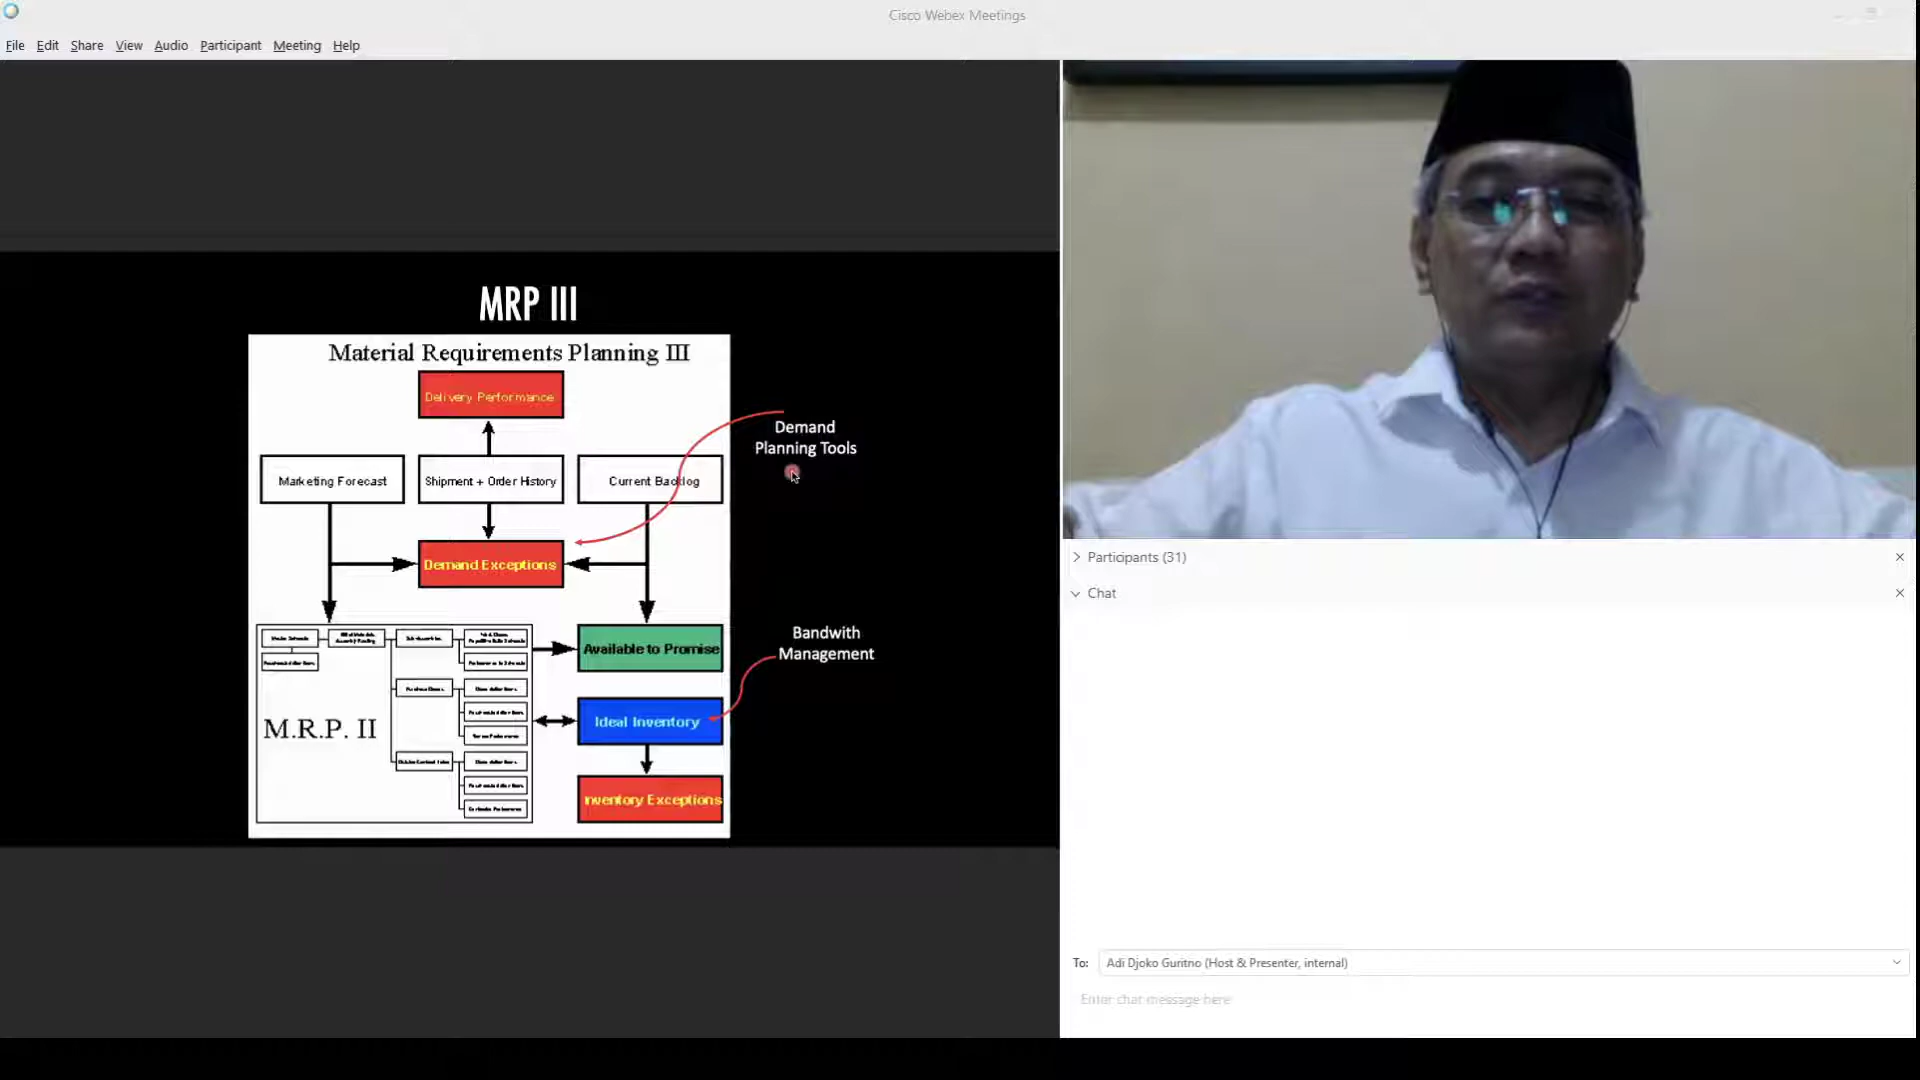 Cisco Webex Meetings
File Edit Share View Audio Participant Meeting Help
MRP III
Material Requirements Planning III
Delivery Performance
Demand
Planning Tools
Marketing Forecast
Shipment + Order History
Current Backlog
Demand Exceptions
Bandwith
Management
Available to Promise
M.R.P. II
Ideal Inventory
Inventory Exceptions
Participants (31)
Chat
To: Adi Djoko Guritno (Host & Presenter, internal)
Enter chat message here